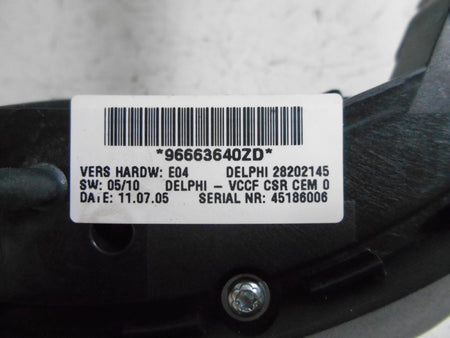 *96663640ZD*
VERS HARDW: E04 DELPHI 28202145
SW: 05/10 DELPHI - VCCF CSR CEM 0
DATE: 11.07.05 SERIAL NR: 45186006